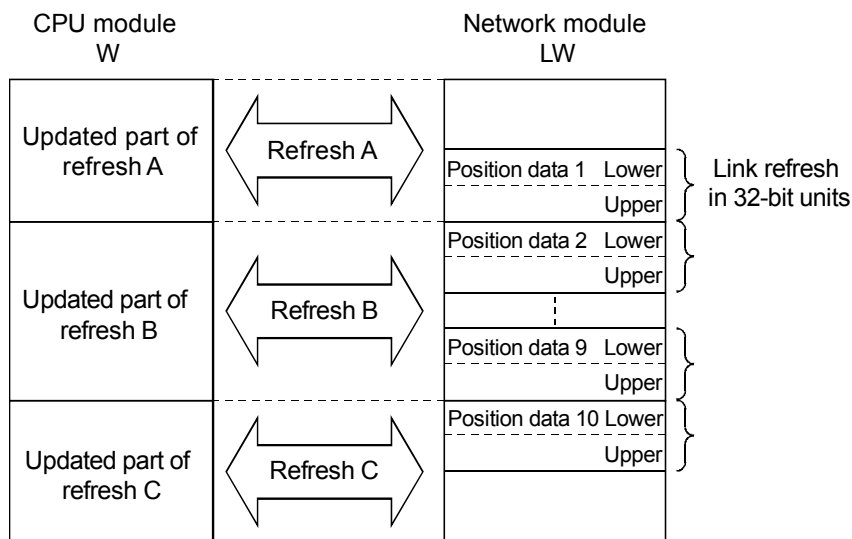 CPU module
W
Network module
LW
Updated part of
refresh A
Refresh A
Position data 1 Lower
Upper
Link refresh
in 32-bit units
Position data 2 Lower
Upper
Updated part of
refresh B
Refresh B
Position data 9 Lower
Upper
Position data 10 Lower
Upper
Updated part of
refresh C
Refresh C